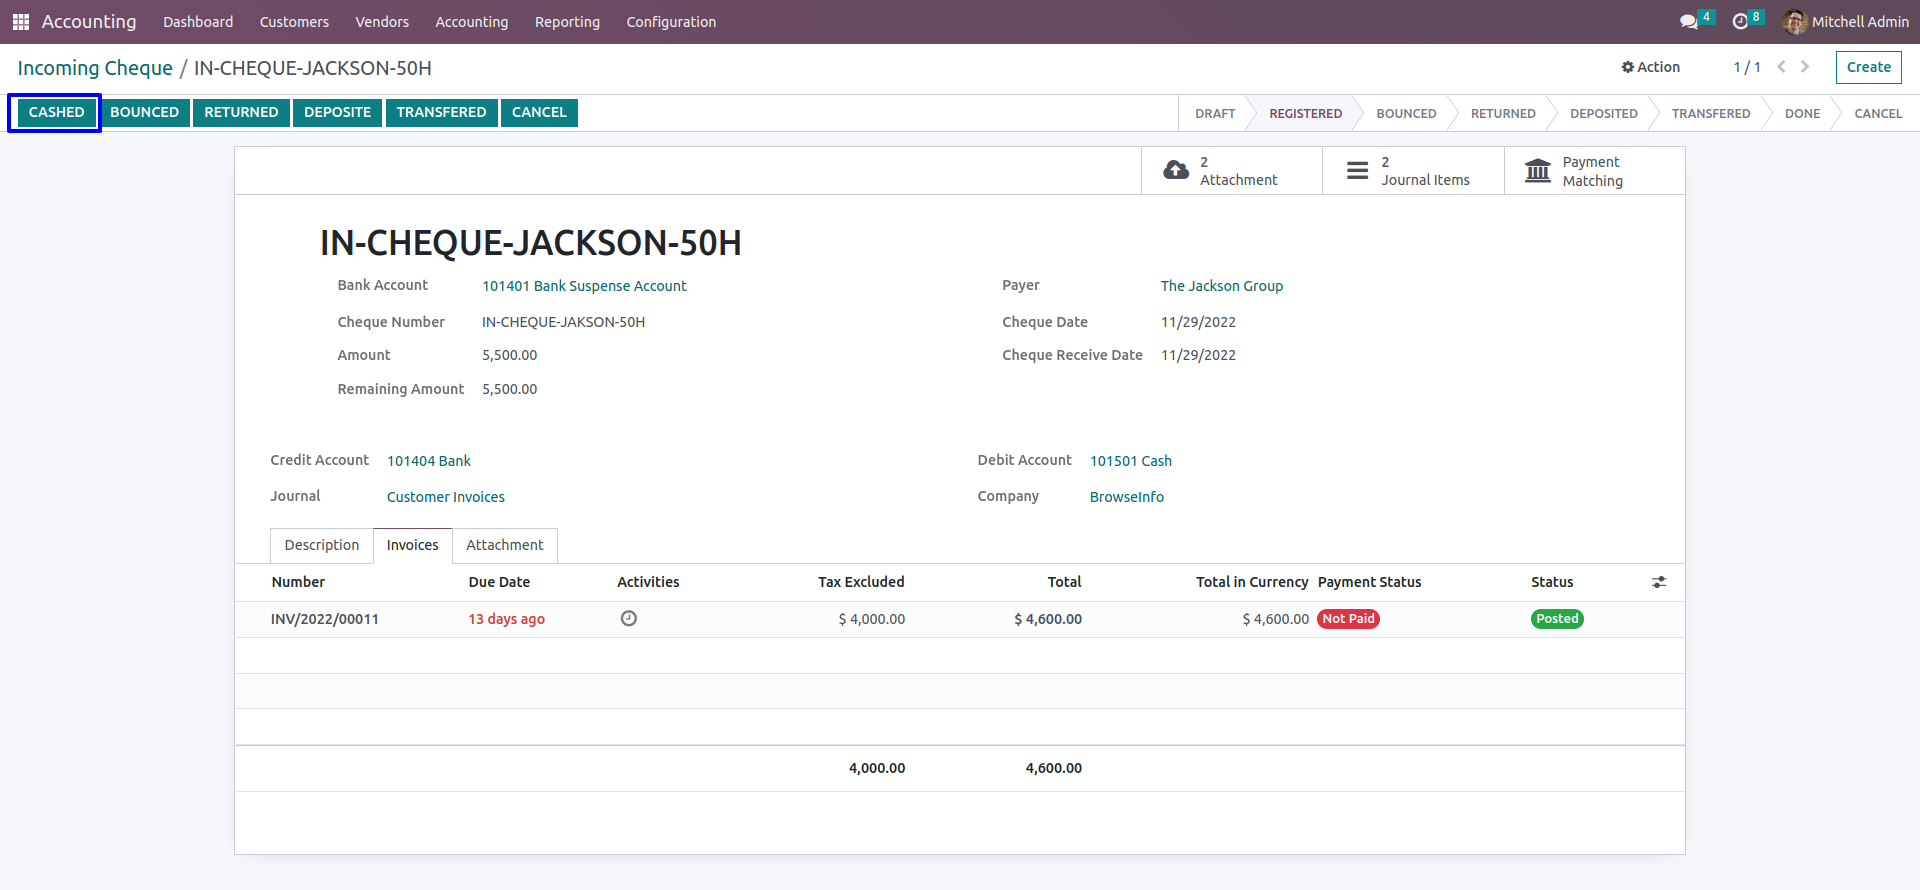 Accounting Dashboard Customers Vendors Accounting Reporting Configuration 4 8 Mitchell Admin
Incoming Cheque / IN-CHEQUE-JACKSON-50H Action 1 / 1 Create
CASHED BOUNCED RETURNED DEPOSITE TRANSFERED CANCEL DRAFT REGISTERED BOUNCED RETURNED DEPOSITED TRANSFERED DONE CANCEL
2 Attachment
2 Journal Items
Payment Matching
IN-CHEQUE-JACKSON-50H
Bank Account 101401 Bank Suspense Account Payer The Jackson Group
Cheque Number IN-CHEQUE-JAKSON-50H Cheque Date 11/29/2022
Amount 5,500.00 Cheque Receive Date 11/29/2022
Remaining Amount 5,500.00
Credit Account 101404 Bank Debit Account 101501 Cash
Journal Customer Invoices Company BrowseInfo
Description Invoices Attachment
Number Due Date Activities Tax Excluded Total Total in Currency Payment Status Status
INV/2022/00011 13 days ago $ 4,000.00 $ 4,600.00 $ 4,600.00 Not Paid Posted
4,000.00 4,600.00